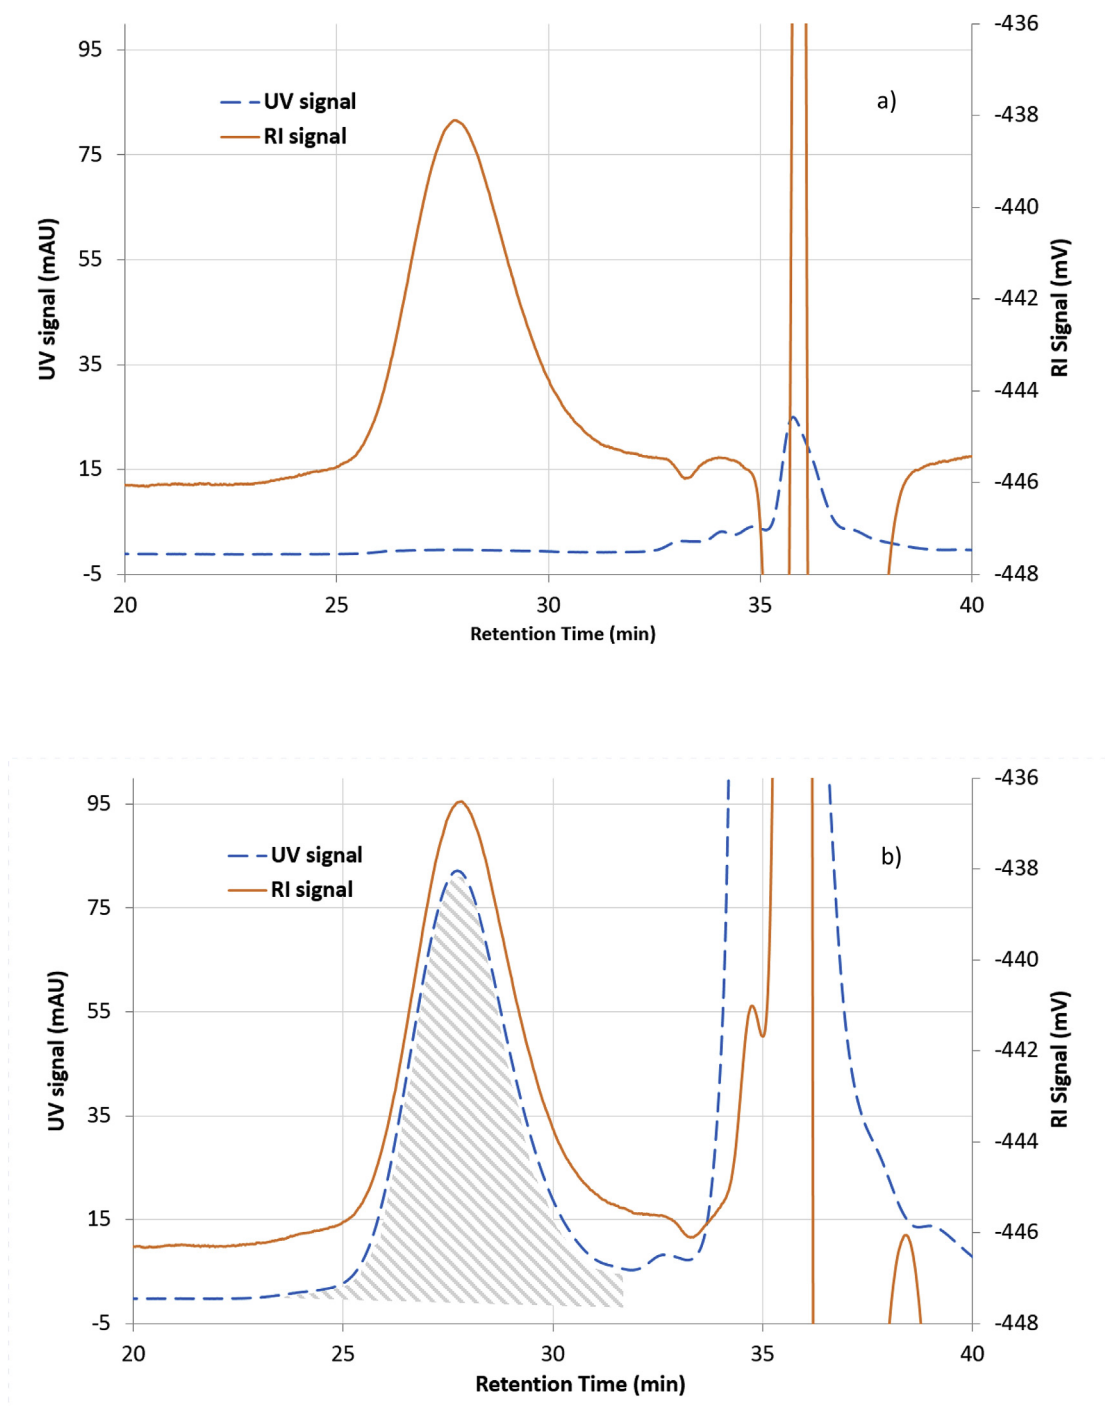 -436
95
a)
UV signal
-438
RI signal
75
-440
55
-442
UV signal (mAU)
RI Signal (mV)
35
-444
15
-446
-5
-448
20 25 30 35 40
Retention Time (min)
-436
95
b)
UV signal
-438
RI signal
75
-440
55
-442
UV signal (mAU)
RI Signal (mV)
35
-444
15
-446
-5
-448
20 25 30 35 40
Retention Time (min)